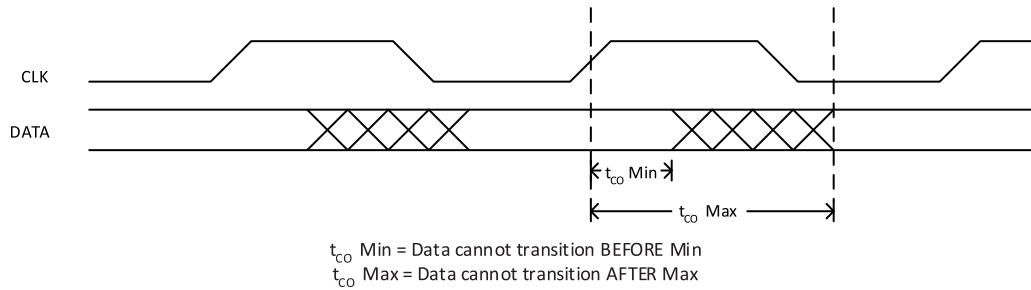 CLK
DATA
tCO Min
tCO Max
tCO Min = Data cannot transition BEFORE Min
tCO Max = Data cannot transition AFTER Max